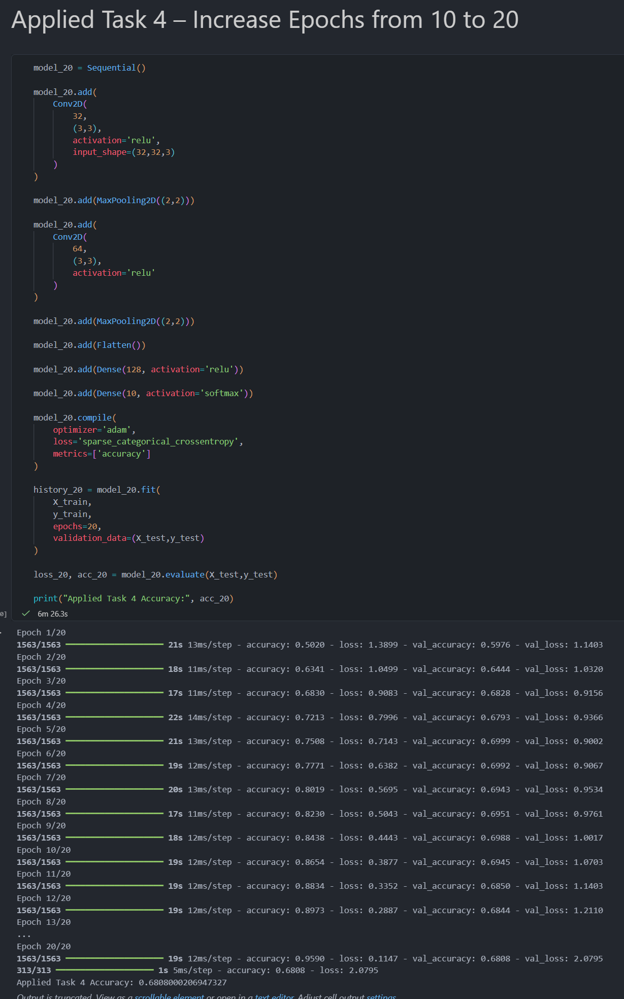 Applied Task 4 – Increase Epochs from 10 to 20
model_20 = Sequential()
model_20.add(
Conv2D(
32,
(3,3),
activation='relu',
input_shape=(32,32,3)
)
)
model_20.add(MaxPooling2D((2,2)))
model_20.add(
Conv2D(
64,
(3,3),
activation='relu'
)
)
model_20.add(MaxPooling2D((2,2)))
model_20.add(Flatten())
model_20.add(Dense(128, activation='relu'))
model_20.add(Dense(10, activation='softmax'))
model_20.compile(
optimizer='adam',
loss='sparse_categorical_crossentropy',
metrics=['accuracy']
)
history_20 = model_20.fit(
X_train,
y_train,
epochs=20,
validation_data=(X_test,y_test)
)
loss_20, acc_20 = model_20.evaluate(X_test,y_test)
print("Applied Task 4 Accuracy:", acc_20)
0] 6m 26.3s
Epoch 1/20
1563/1563 21s 13ms/step - accuracy: 0.5020 - loss: 1.3899 - val_accuracy: 0.5976 - val_loss: 1.1403
Epoch 2/20
1563/1563 18s 11ms/step - accuracy: 0.6341 - loss: 1.0499 - val_accuracy: 0.6444 - val_loss: 1.0320
Epoch 3/20
1563/1563 17s 11ms/step - accuracy: 0.6830 - loss: 0.9083 - val_accuracy: 0.6828 - val_loss: 0.9156
Epoch 4/20
1563/1563 22s 14ms/step - accuracy: 0.7213 - loss: 0.7996 - val_accuracy: 0.6793 - val_loss: 0.9366
Epoch 5/20
1563/1563 21s 13ms/step - accuracy: 0.7508 - loss: 0.7143 - val_accuracy: 0.6999 - val_loss: 0.9002
Epoch 6/20
1563/1563 19s 12ms/step - accuracy: 0.7771 - loss: 0.6382 - val_accuracy: 0.6992 - val_loss: 0.9067
Epoch 7/20
1563/1563 20s 13ms/step - accuracy: 0.8019 - loss: 0.5695 - val_accuracy: 0.6943 - val_loss: 0.9534
Epoch 8/20
1563/1563 17s 11ms/step - accuracy: 0.8230 - loss: 0.5043 - val_accuracy: 0.6951 - val_loss: 0.9761
Epoch 9/20
1563/1563 18s 12ms/step - accuracy: 0.8438 - loss: 0.4443 - val_accuracy: 0.6988 - val_loss: 1.0017
Epoch 10/20
1563/1563 19s 12ms/step - accuracy: 0.8654 - loss: 0.3877 - val_accuracy: 0.6945 - val_loss: 1.0703
Epoch 11/20
1563/1563 19s 12ms/step - accuracy: 0.8834 - loss: 0.3352 - val_accuracy: 0.6850 - val_loss: 1.1403
Epoch 12/20
1563/1563 19s 12ms/step - accuracy: 0.8973 - loss: 0.2887 - val_accuracy: 0.6844 - val_loss: 1.2110
Epoch 13/20
...
Epoch 20/20
1563/1563 19s 12ms/step - accuracy: 0.9590 - loss: 0.1147 - val_accuracy: 0.6808 - val_loss: 2.0795
313/313 1s 5ms/step - accuracy: 0.6808 - loss: 2.0795
Applied Task 4 Accuracy: 0.6808000206947327
Output is truncated. View as a scrollable element or open in a text editor. Adjust cell output settings